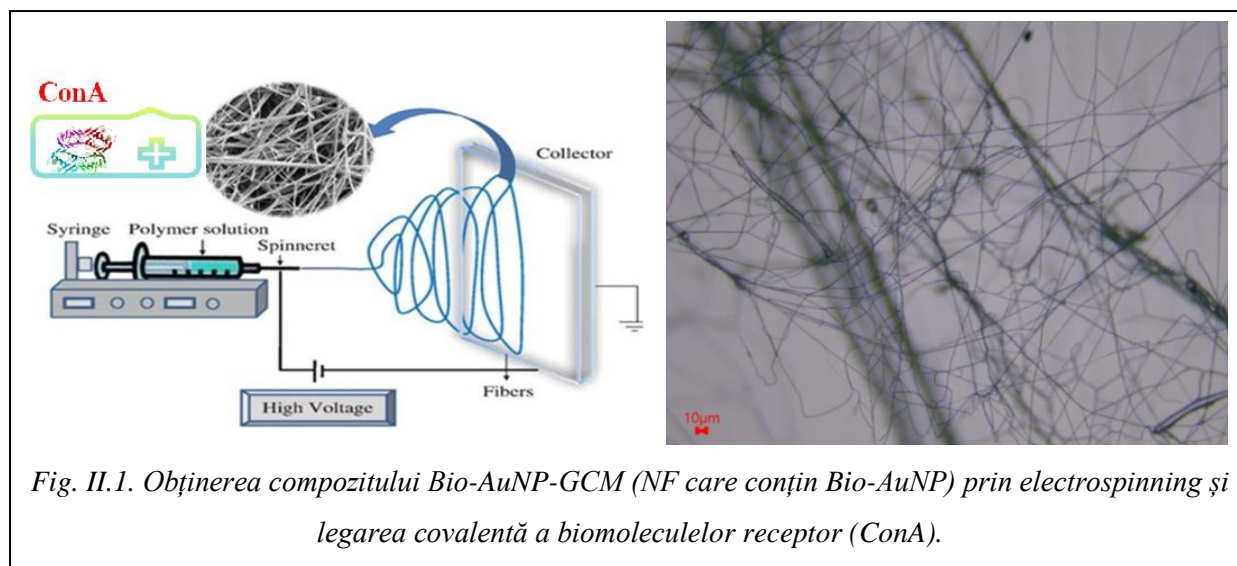 ConA
Collector
Syringe
Polymer solution
Spinneret
Fibers
High Voltage
10µm
Fig. II.1. Obținerea compozitului Bio-AuNP-GCM (NF care conțin Bio-AuNP) prin electrospinning și
legarea covalentă a biomoleculelor receptor (ConA).